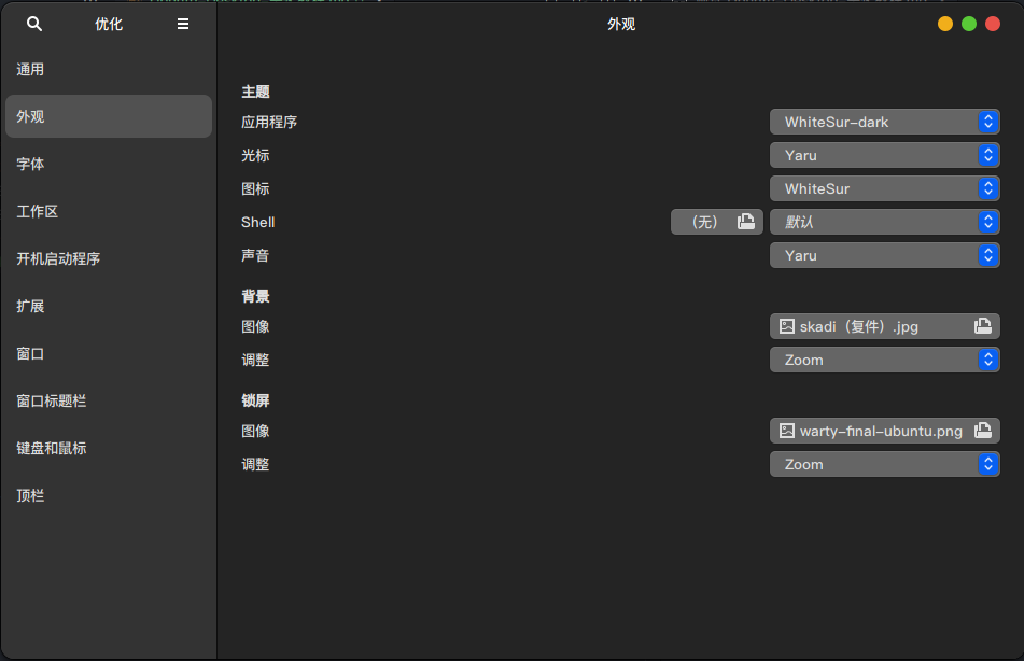 优化
外观
通用
外观
字体
工作区
开机启动程序
扩展
窗口
窗口标题栏
键盘和鼠标
顶栏
主题
应用程序 WhiteSur-dark
光标 Yaru
图标 WhiteSur
Shell （无） 默认
声音 Yaru
背景
图像 skadi（复件）.jpg
调整 Zoom
锁屏
图像 warty-final-ubuntu.png
调整 Zoom